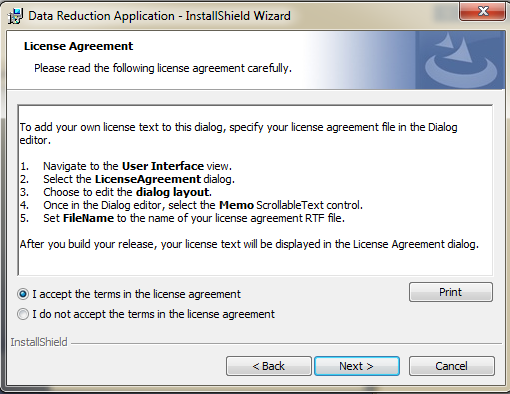 Data Reduction Application - InstallShield Wizard
License Agreement
Please read the following license agreement carefully.
To add your own license text to this dialog, specify your license agreement file in the Dialog
editor.
1. Navigate to the User Interface view.
2. Select the LicenseAgreement dialog.
3. Choose to edit the dialog layout.
4. Once in the Dialog editor, select the Memo ScrollableText control.
5. Set FileName to the name of your license agreement RTF file.
After you build your release, your license text will be displayed in the License Agreement dialog.
I accept the terms in the license agreement
Print
I do not accept the terms in the license agreement
InstallShield
< Back
Next >
Cancel